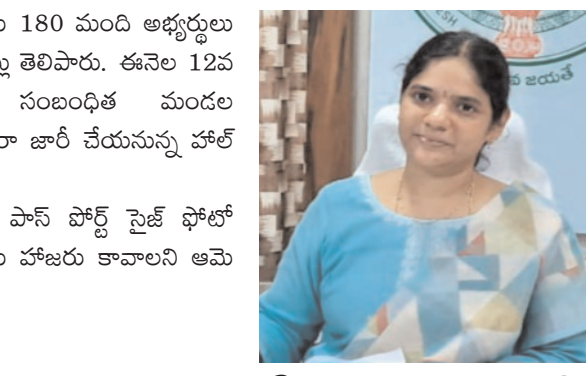 180 మంది అభ్యర్థులు
తెలిపారు. ఈనెల 12వ
సంబంధిత మండల
జారీ చేయనున్న హాల్
పాస్ పోర్ట్ సైజ్ ఫోటో
హాజరు కావాలని ఆమె
జయతే